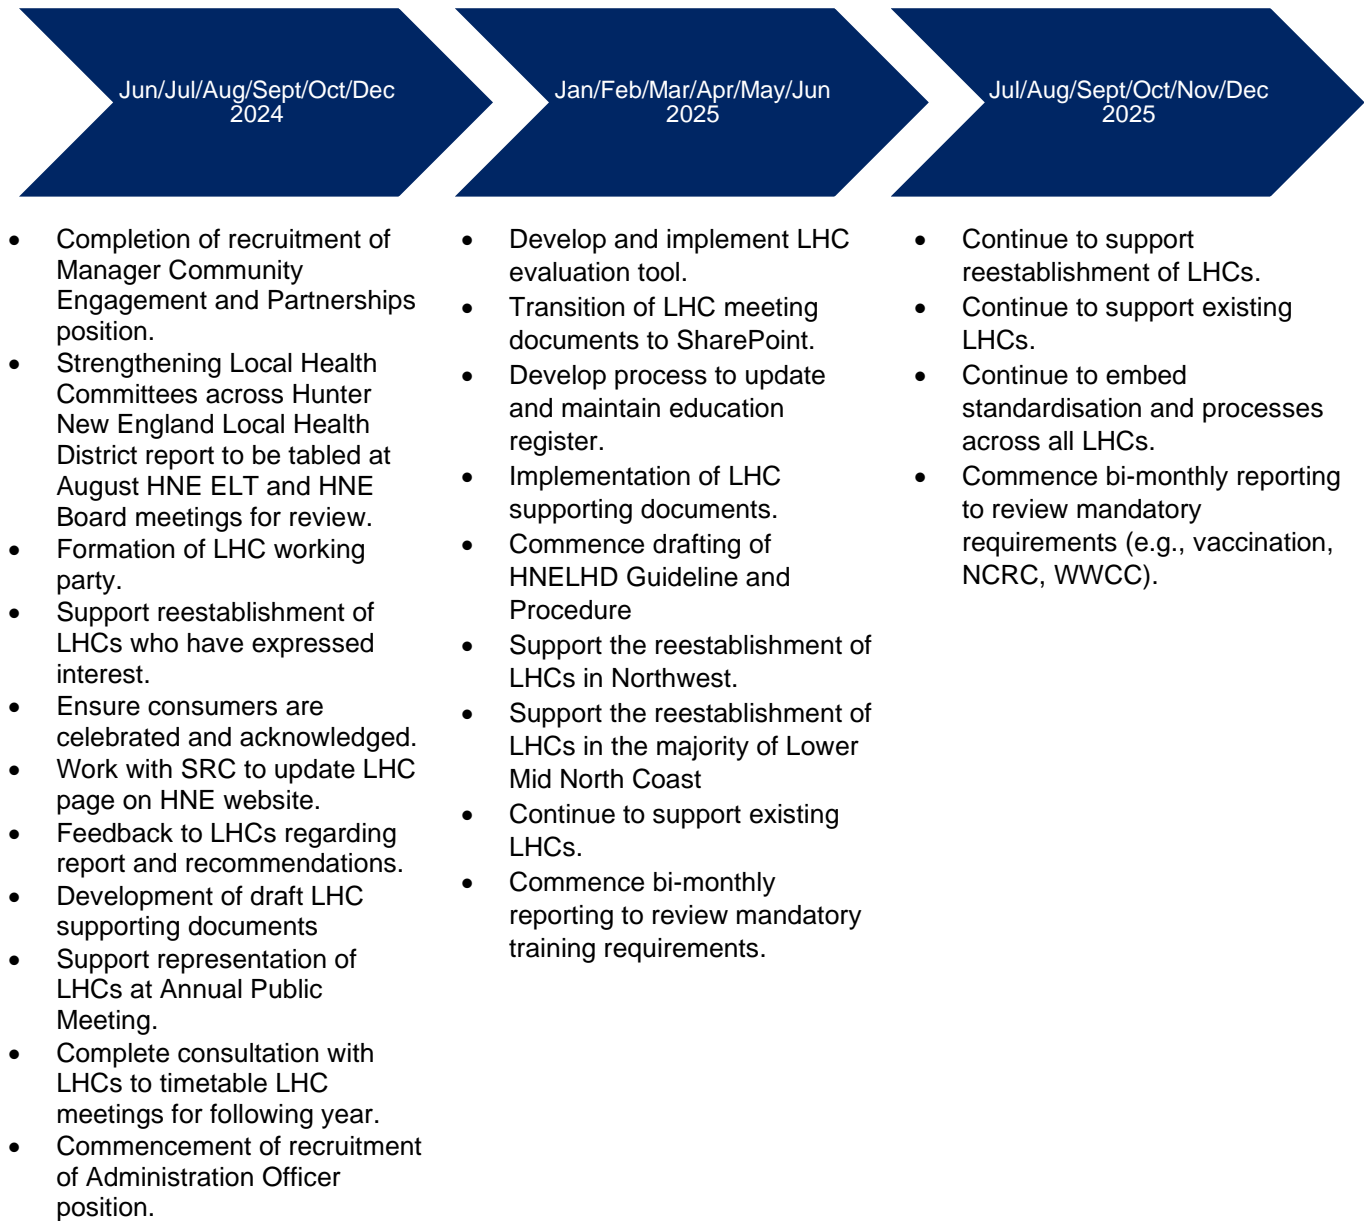 Jun/Jul/Aug/Sept/Oct/Dec
2024
Jan/Feb/Mar/Apr/May/Jun
2025
Jul/Aug/Sept/Oct/Nov/Dec
2025
• Completion of recruitment of
Manager Community
Engagement and Partnerships
position.
• Strengthening Local Health
Committees across Hunter
New England Local Health
District report to be tabled at
August HNE ELT and HNE
Board meetings for review.
• Formation of LHC working
party.
• Support reestablishment of
LHCs who have expressed
interest.
• Ensure consumers are
celebrated and acknowledged.
• Work with SRC to update LHC
page on HNE website.
• Feedback to LHCs regarding
report and recommendations.
• Development of draft LHC
supporting documents
• Support representation of
LHCs at Annual Public
Meeting.
• Complete consultation with
LHCs to timetable LHC
meetings for following year.
• Commencement of recruitment
of Administration Officer
position.
• Develop and implement LHC
evaluation tool.
• Transition of LHC meeting
documents to SharePoint.
• Develop process to update
and maintain education
register.
• Implementation of LHC
supporting documents.
• Commence drafting of
HNELHD Guideline and
Procedure
• Support the reestablishment of
LHCs in Northwest.
• Support the reestablishment of
LHCs in the majority of Lower
Mid North Coast
• Continue to support existing
LHCs.
• Commence bi-monthly
reporting to review mandatory
training requirements.
• Continue to support
reestablishment of LHCs.
• Continue to support existing
LHCs.
• Continue to embed
standardisation and processes
across all LHCs.
• Commence bi-monthly reporting
to review mandatory
requirements (e.g., vaccination,
NCRC, WWCC).